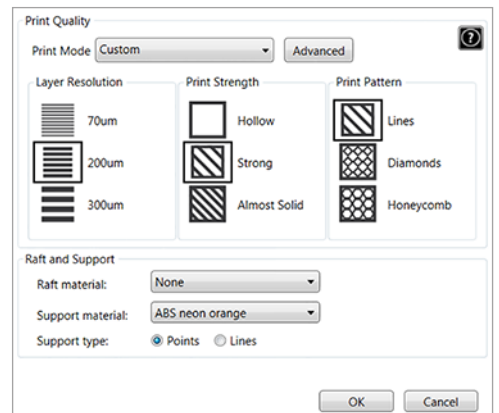 Print Quality
Print Mode Custom Advanced ?
Layer Resolution Print Strength Print Pattern
70um Hollow Lines
200um Strong Diamonds
300um Almost Solid Honeycomb
Raft and Support
Raft material: None
Support material: ABS neon orange
Support type: Points Lines
OK Cancel